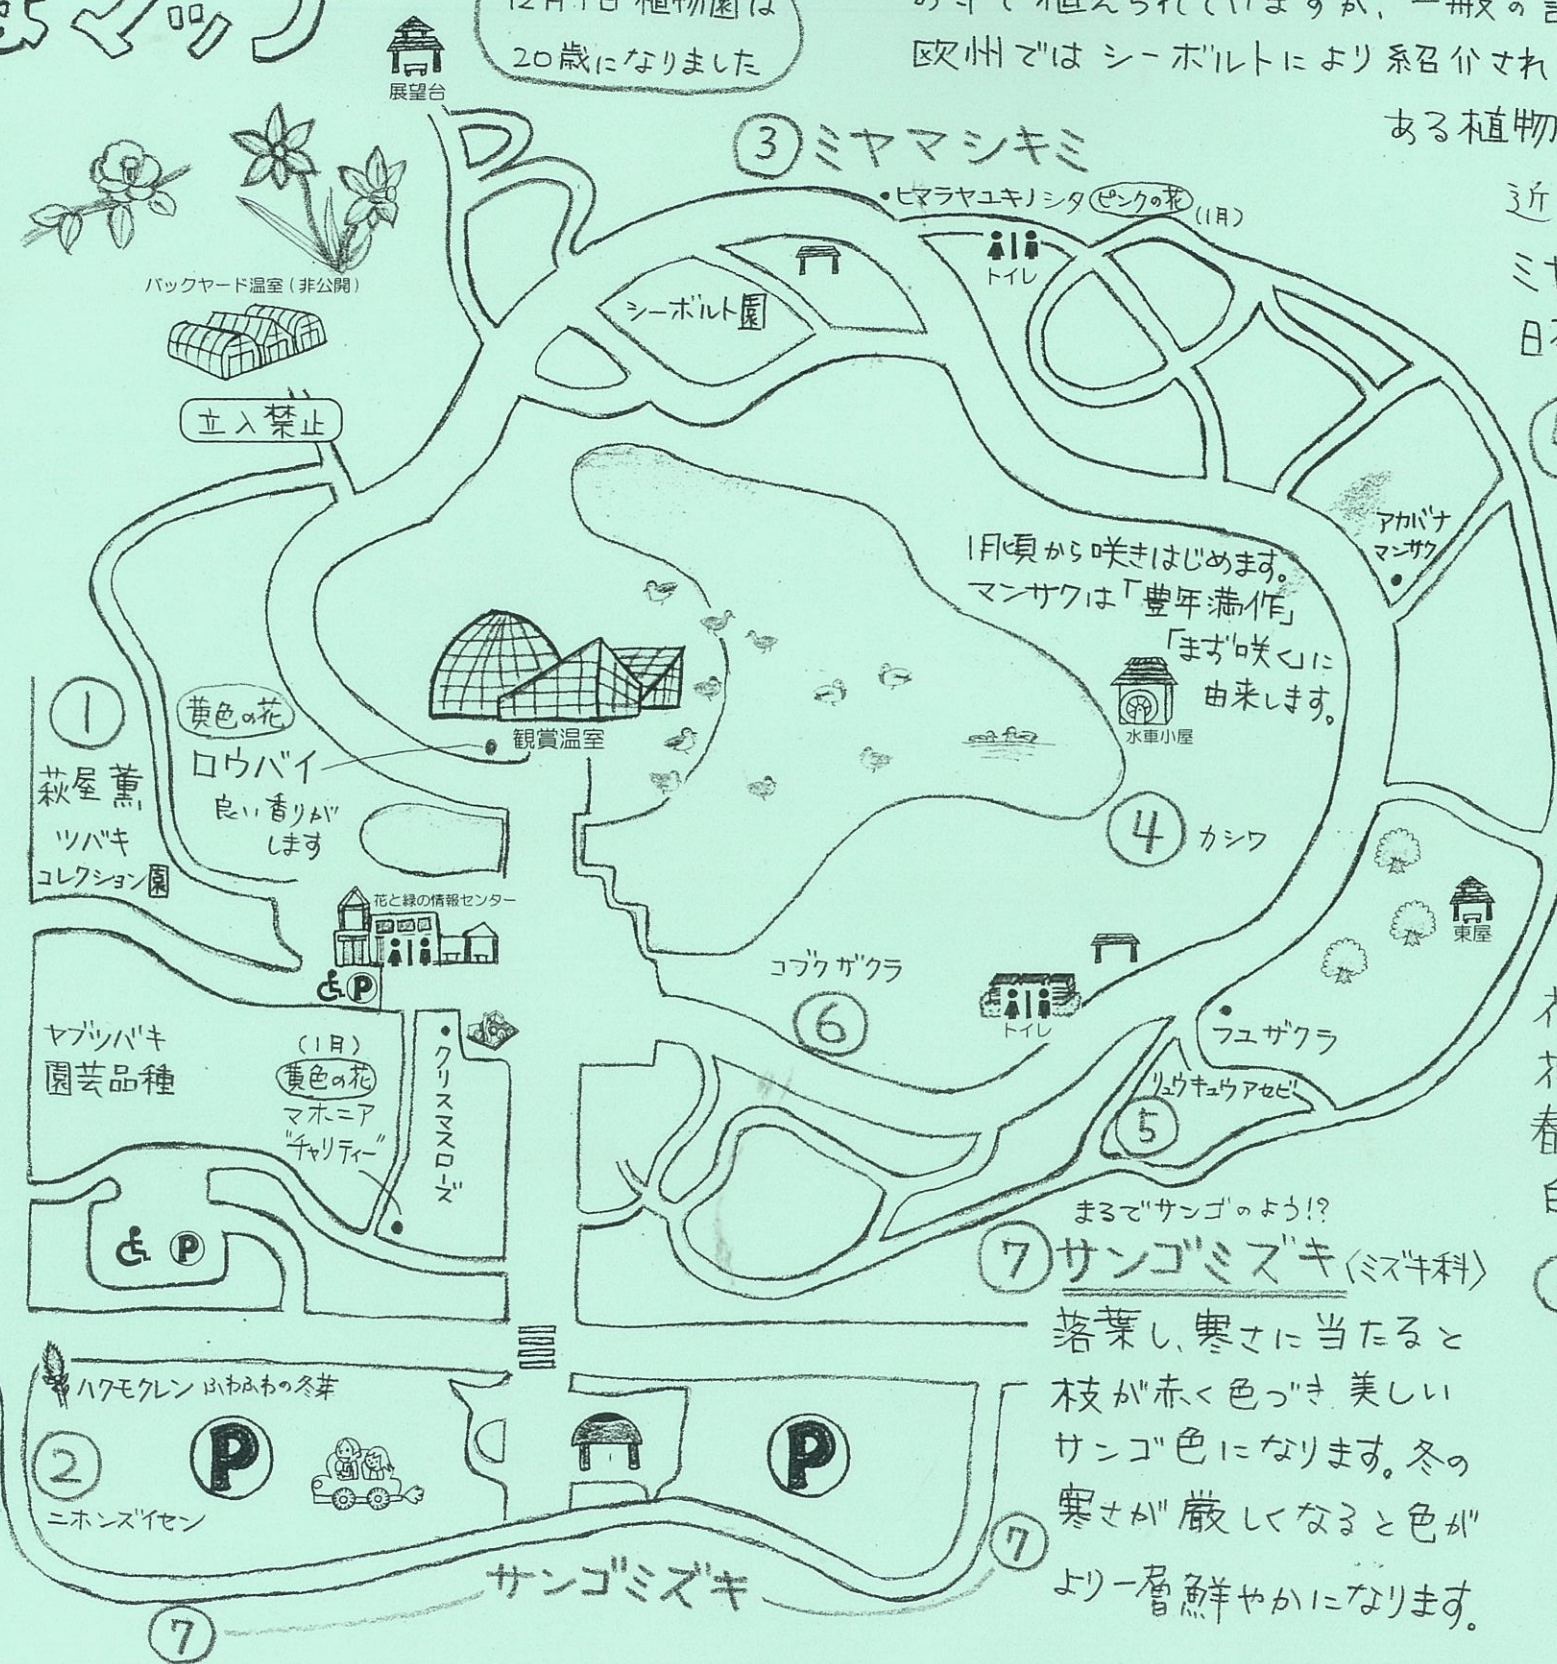 マップ
展望台
12月1日 植物園は
20歳になりました
欧州ではシーボルトにより紹介され
ある植物
③ミヤマシキミ
・ヒマラヤユキノシタ ピンクの花 (1月)
近
ミヤ
トイレ
バックヤード温室(非公開)
シーボルト園
立入禁止
アカバナ
マンサク
1月頃から咲きはじめます。
マンサクは「豊年満作」
「まず咲く」に
由来します。
水車小屋
①
萩屋 薫
ツバキ
コレクション園
黄色の花
ロウバイ
良い香りが
します
観賞温室
④ カシワ
花と緑の情報センター
P
東屋
コブクザクラ
⑥
トイレ
フユザクラ
リュウキュウアセビ
⑤
ヤブツバキ
園芸品種
(1月)
黄色の花
マホニア
"チャリティー"
・クリスマスローズ
P
春
まるでサンゴのよう!?
⑦サンゴミズキ〈ミズキ科〉
落葉し、寒さに当たると
枝が赤く色づき 美しい
サンゴ色になります。冬の
寒さが厳しくなると色が
より一層鮮やかになります。
ハクモクレン ふわふわの冬芽
②
ニホンズイセン
P
P
⑦
サンゴミズキ
⑦